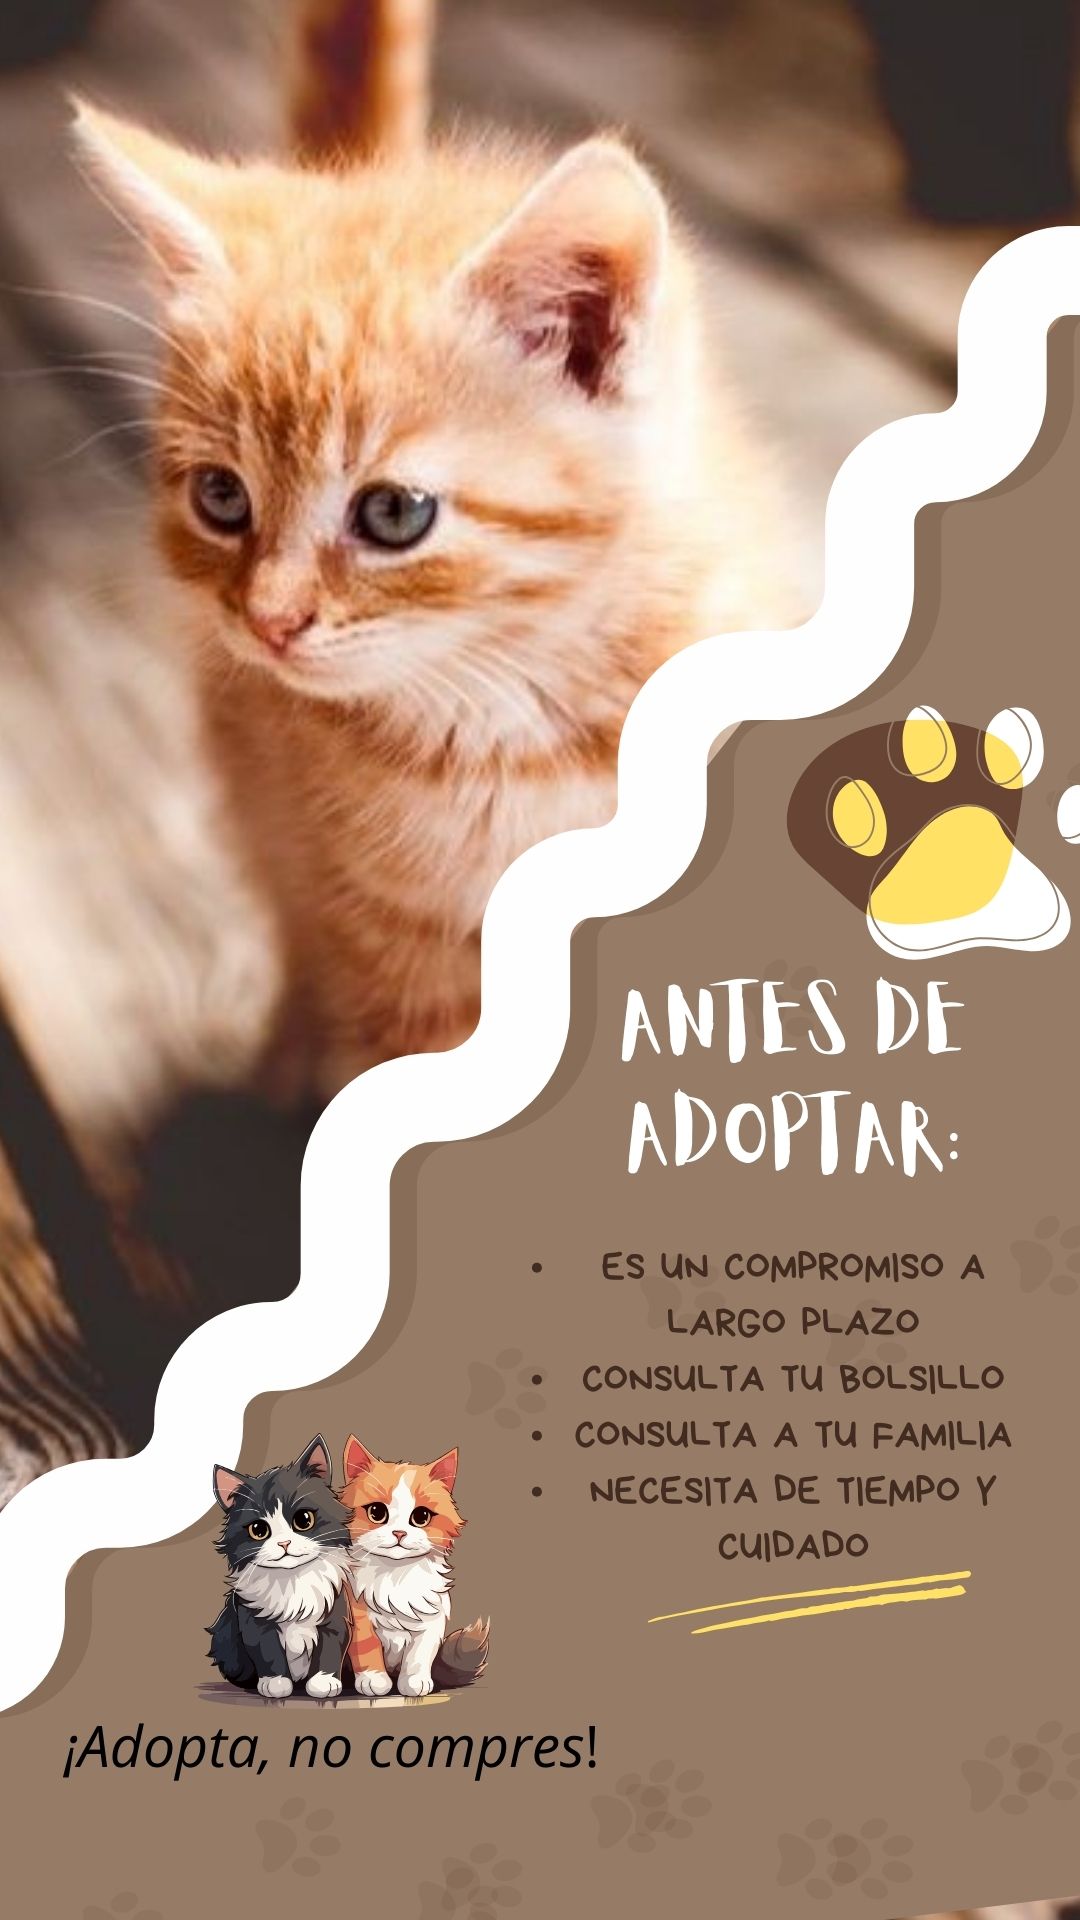 ANTES DE
ADOPTAR:
• ES UN COMPROMISO A
LARGO PLAZO
• CONSULTA TU BOLSILLO
• CONSULTA A TU FAMILIA
• NECESITA DE TIEMPO Y
CUIDADO
¡Adopta, no compres!